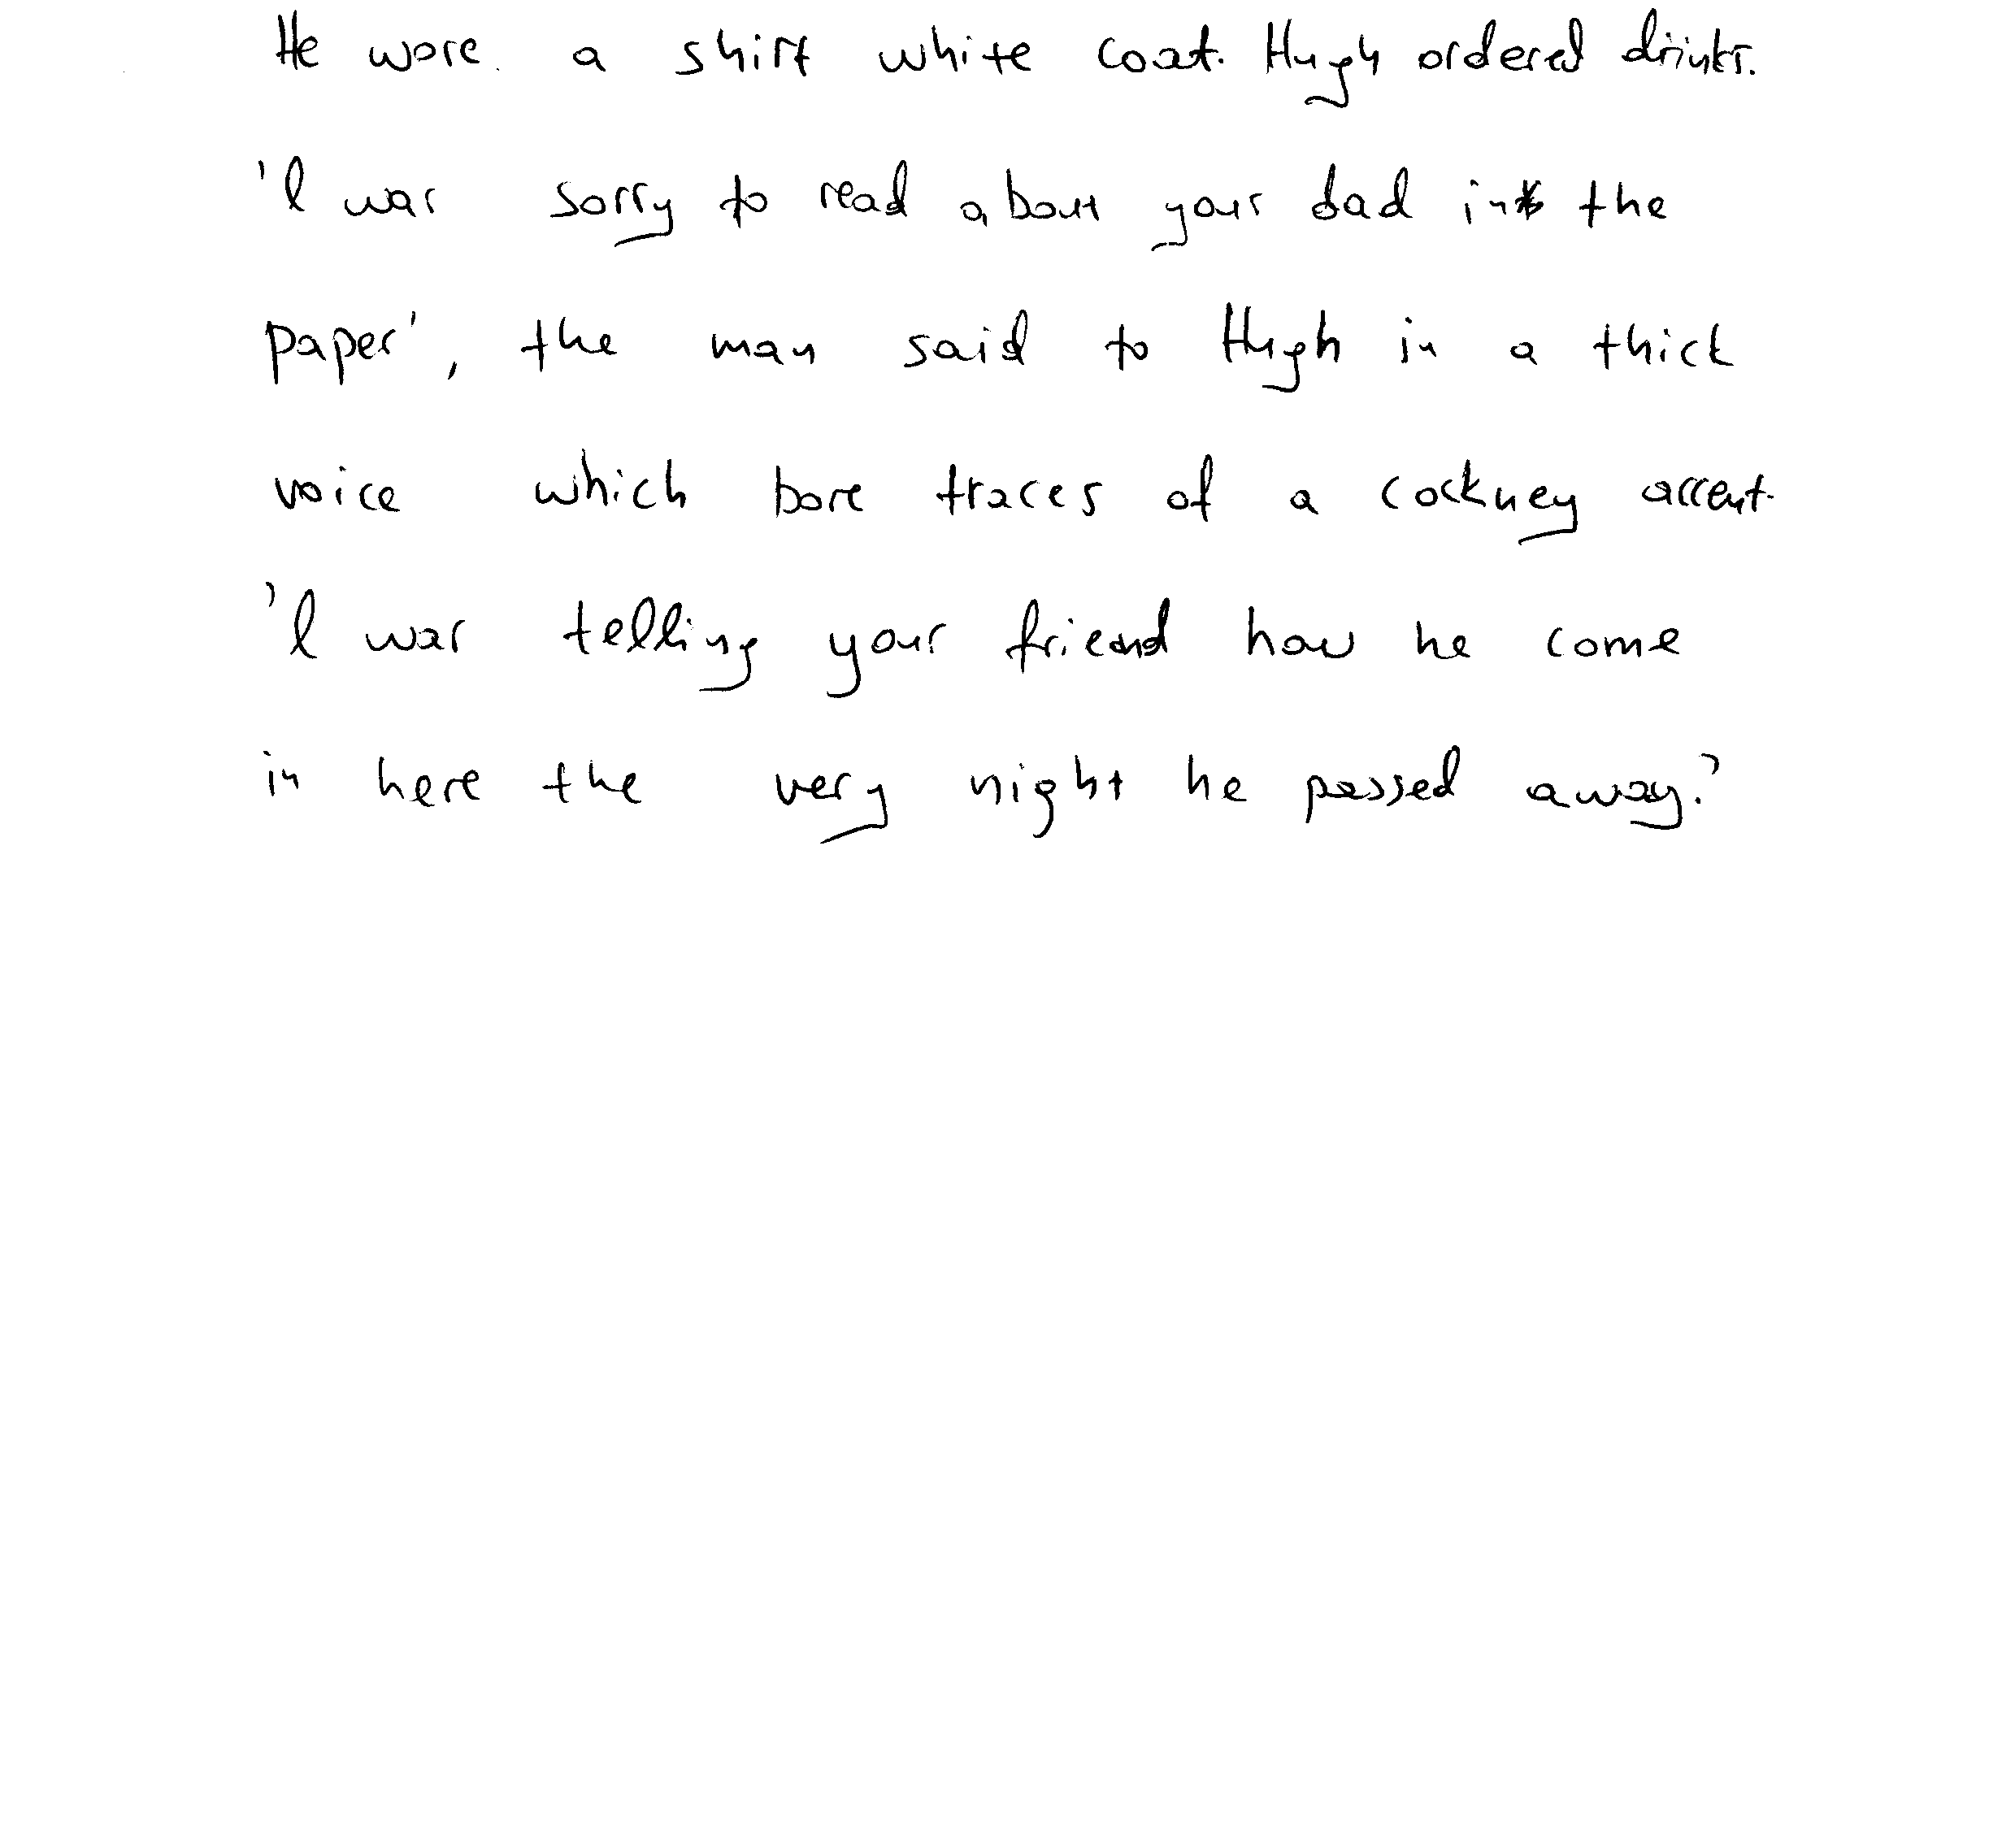 He wore a shirt white coat. Hugh ordered drinks.
'I was sorry to read about your dad in the
paper', the man said to Hugh in a thick
voice which bore traces of a cockney accent.
'I was telling your friend how he come
in here the very night he passed away.'